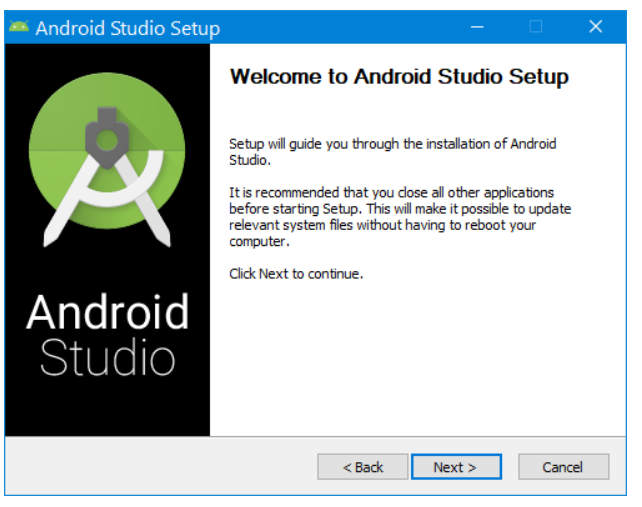 Android Studio Setup
Welcome to Android Studio Setup
Setup will guide you through the installation of Android
Studio.
It is recommended that you close all other applications
before starting Setup. This will make it possible to update
relevant system files without having to reboot your
computer.
Click Next to continue.
Android
Studio
< Back
Next >
Cancel